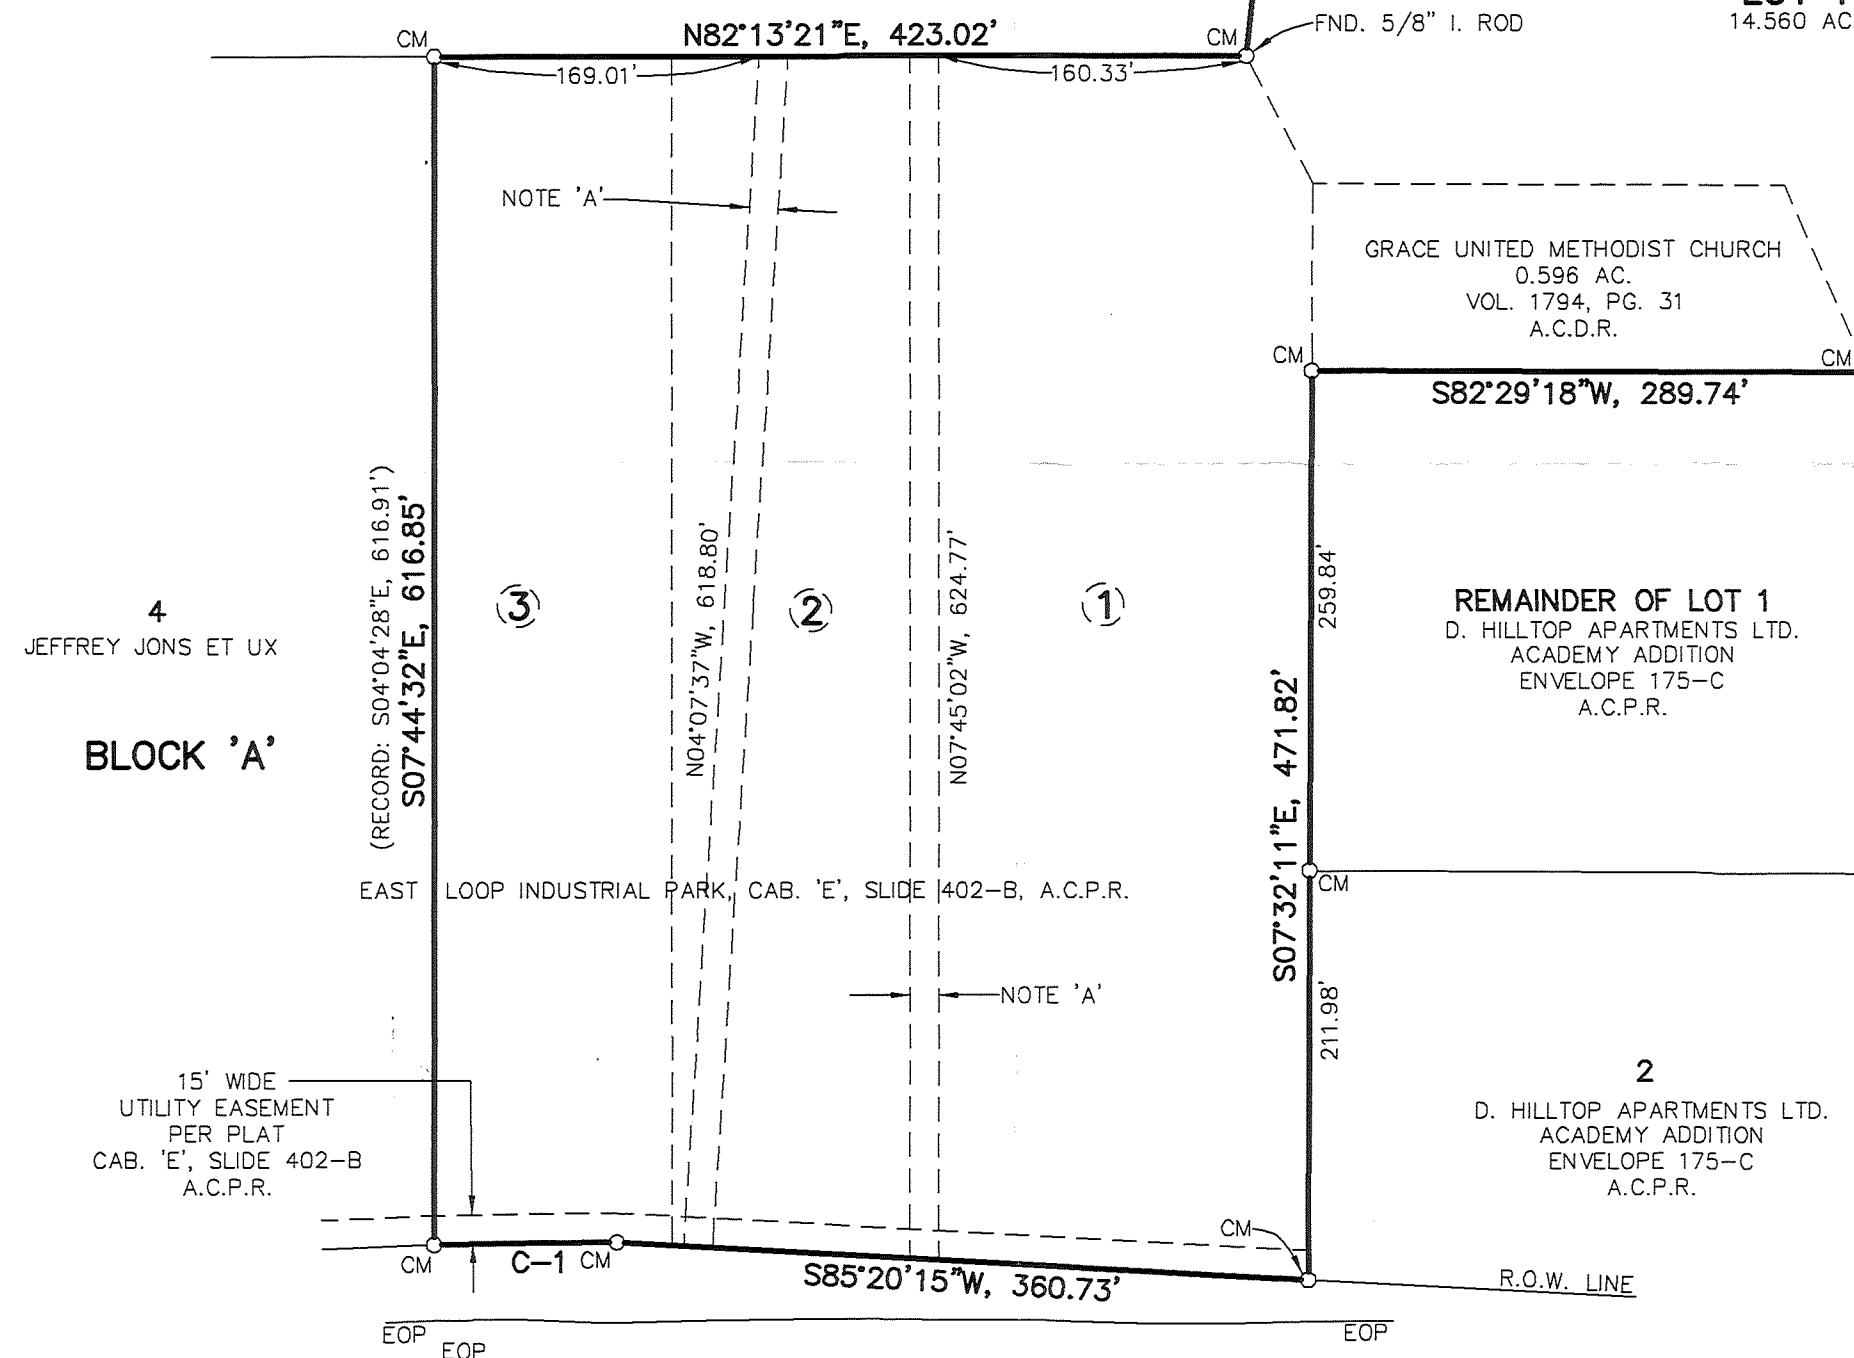 LOT 1
14.560 AC
FND. 5/8" I. ROD
CM
N82°13'21"E, 423.02'
CM
169.01'
160.33'
NOTE 'A'
GRACE UNITED METHODIST CHURCH
0.596 AC.
VOL. 1794, PG. 31
A.C.D.R.
CM
CM
S82°29'18"W, 289.74'
(RECORD: S04°04'28"E, 616.91')
S07°44'32"E, 616.85'
N04°07'37"W, 618.80'
N07°45'02"W, 624.77'
259.84'
S07°32'11"E, 471.82'
211.98'
3
2
1
4
JEFFREY JONS ET UX
BLOCK 'A'
REMAINDER OF LOT 1
D. HILLTOP APARTMENTS LTD.
ACADEMY ADDITION
ENVELOPE 175-C
A.C.P.R.
CM
EAST LOOP INDUSTRIAL PARK, CAB. 'E', SLIDE 402-B, A.C.P.R.
NOTE 'A'
15' WIDE
UTILITY EASEMENT
PER PLAT
CAB. 'E', SLIDE 402-B
A.C.P.R.
2
D. HILLTOP APARTMENTS LTD.
ACADEMY ADDITION
ENVELOPE 175-C
A.C.P.R.
CM
CM
C-1
CM
S85°20'15"W, 360.73'
R.O.W. LINE
EOP
EOP
EOP